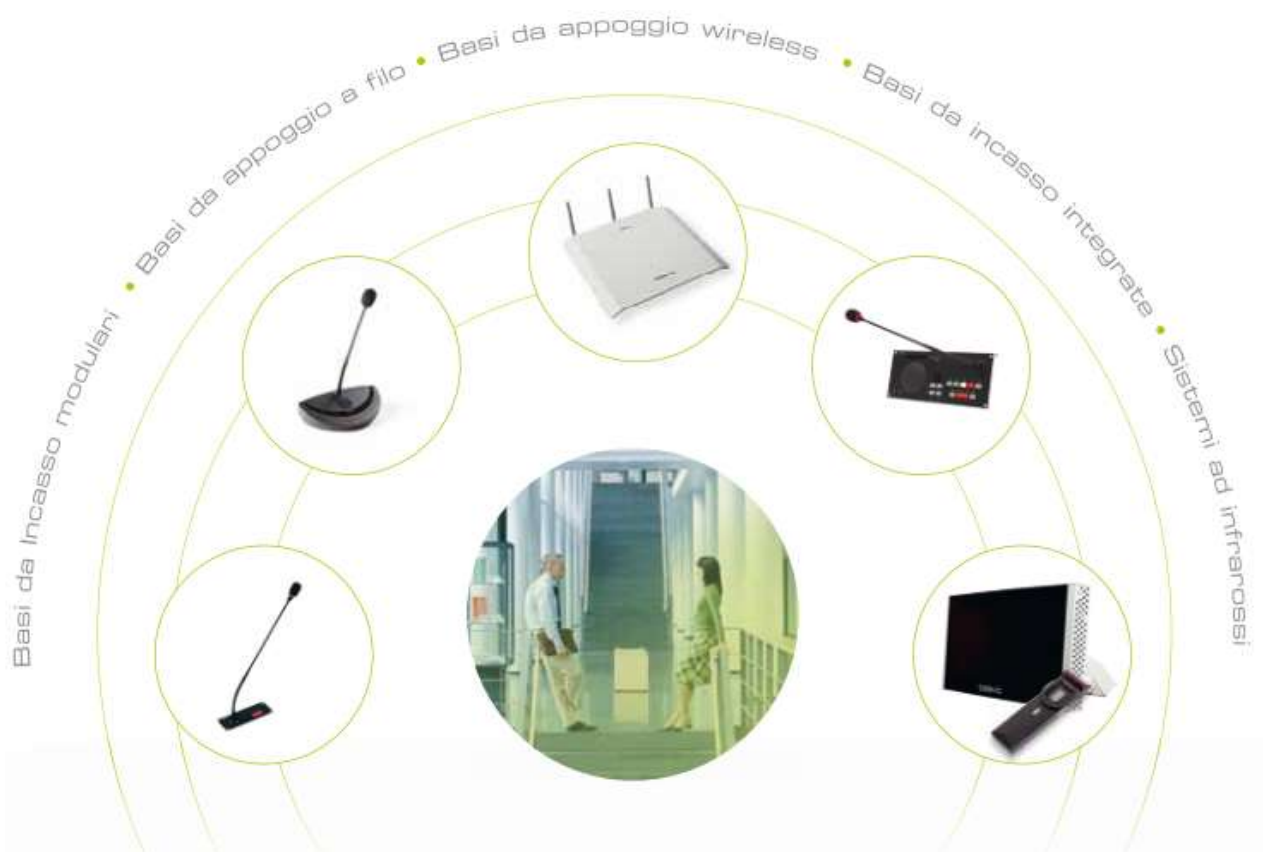 Basi da Incasso modulari • Basi da appoggio a filo • Basi da appoggio wireless • Basi da incasso integrate • Sistemi ad infrarossi